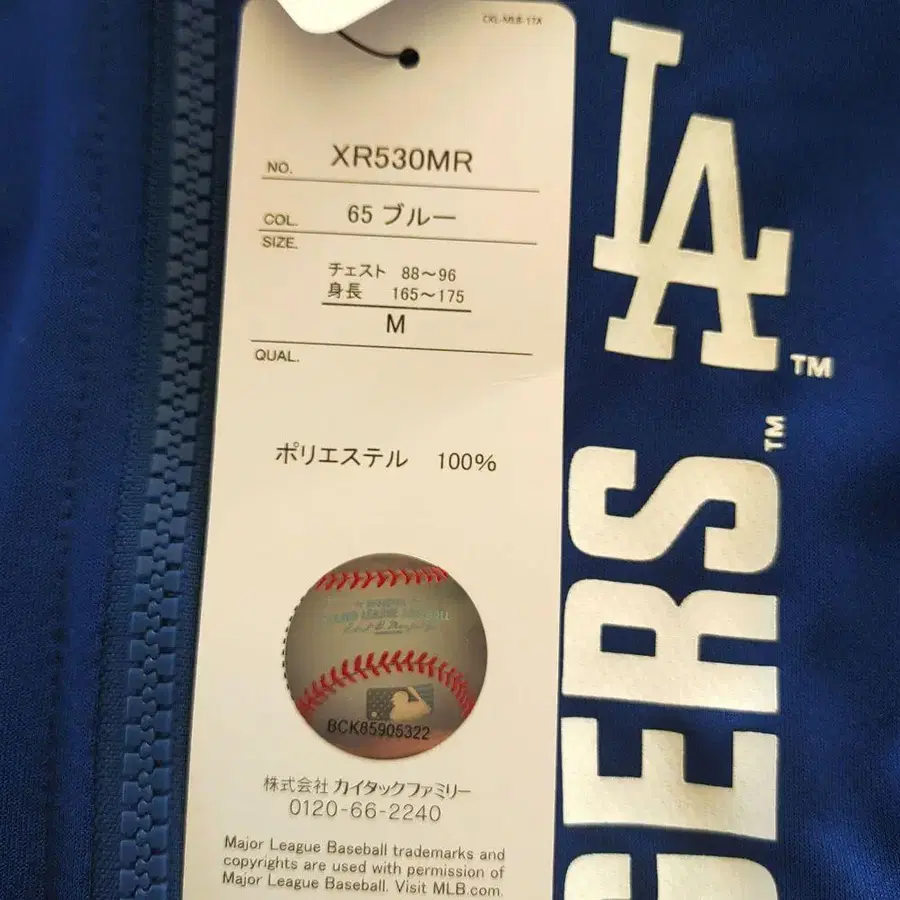 CKL-MLB-17A
NO. XR530MR
COL. 65 ブルー
SIZE.
チェスト 88～96
身長 165～175
M
QUAL.
ポリエステル 100%
BCK85905322
株式会社 カイタックファミリー
0120-66-2240
Major League Baseball trademarks and
copyrights are used with permission of
Major League Baseball. Visit MLB.com.
LA
TM
GERS
TM